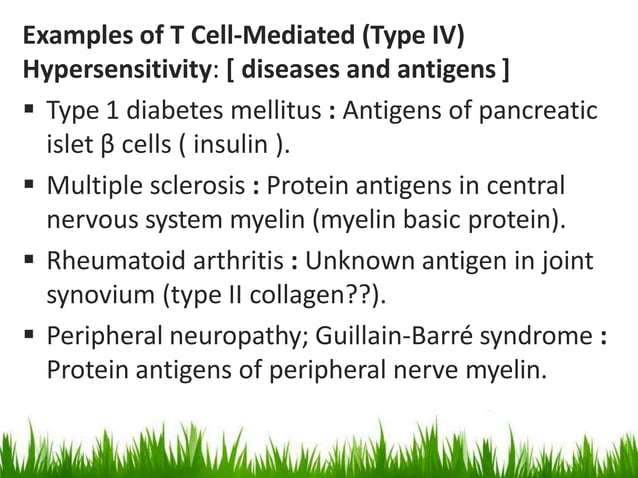 Examples of T Cell-Mediated (Type IV)
Hypersensitivity: [ diseases and antigens ]
▪ Type 1 diabetes mellitus : Antigens of pancreatic
islet β cells ( insulin ).
▪ Multiple sclerosis : Protein antigens in central
nervous system myelin (myelin basic protein).
▪ Rheumatoid arthritis : Unknown antigen in joint
synovium (type II collagen??).
▪ Peripheral neuropathy; Guillain-Barré syndrome :
Protein antigens of peripheral nerve myelin.